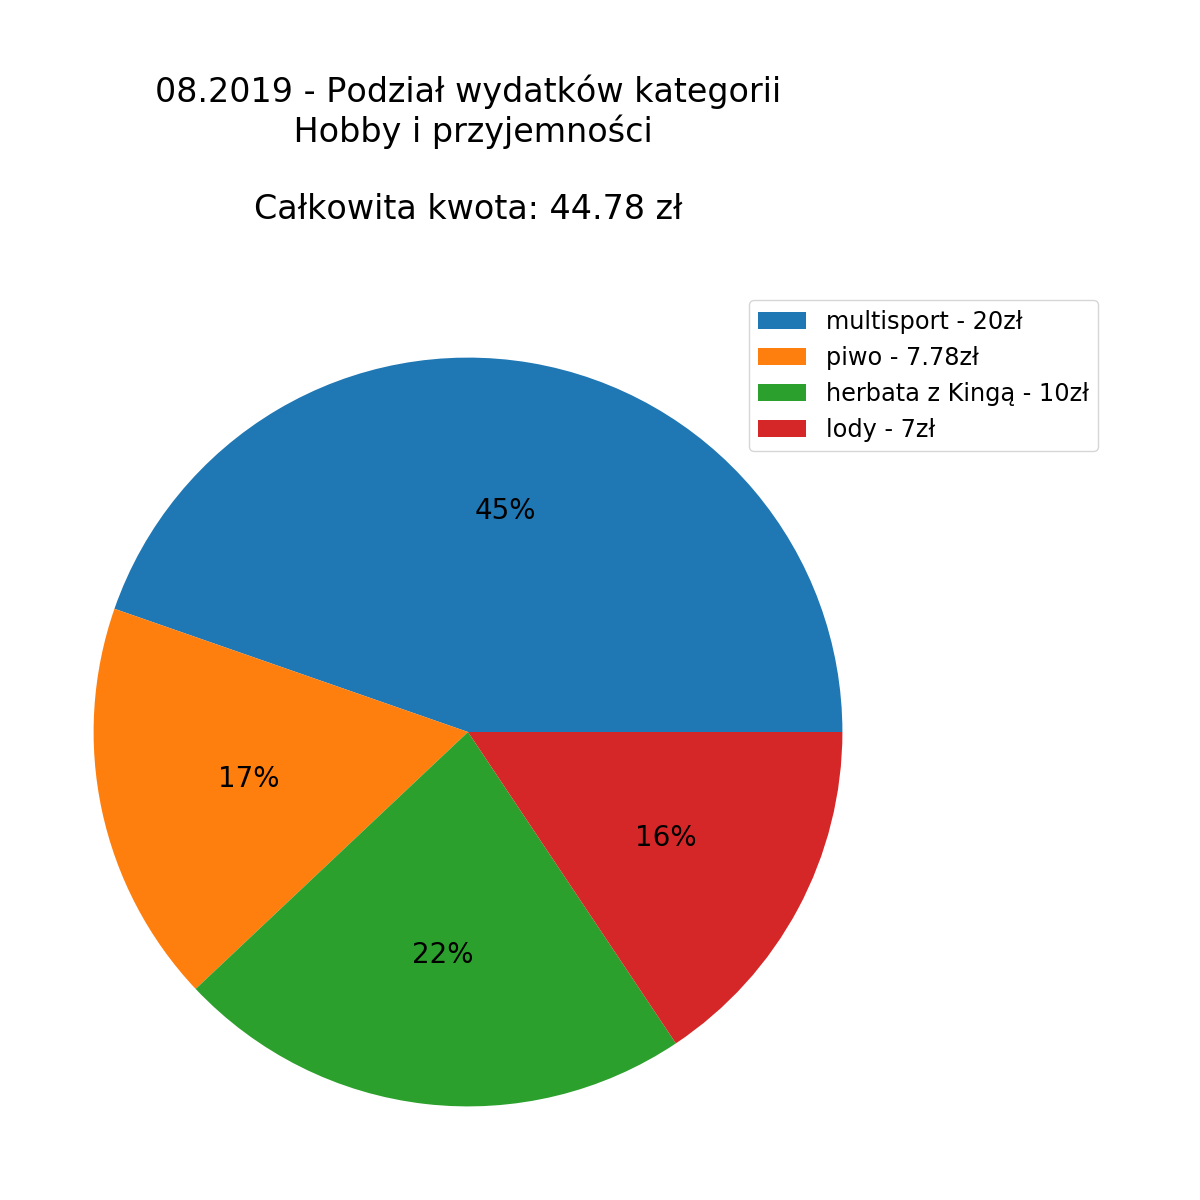 08.2019 - Podział wydatków kategorii
Hobby i przyjemności
Całkowita kwota: 44.78 zł
multisport - 20zł
piwo - 7.78zł
herbata z Kingą - 10zł
lody - 7zł
45%
17%
16%
22%